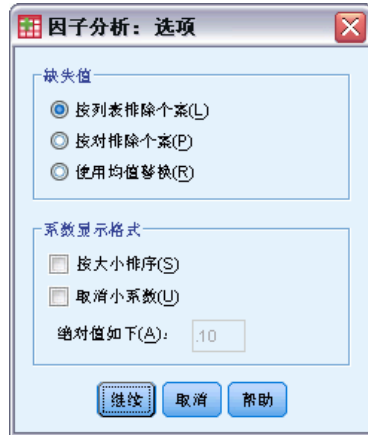 因子分析：选项
缺失值
按列表排除个案(L)
按对排除个案(P)
使用均值替换(R)
系数显示格式
按大小排序(S)
取消小系数(U)
绝对值如下(A)： .10
继续 取消 帮助